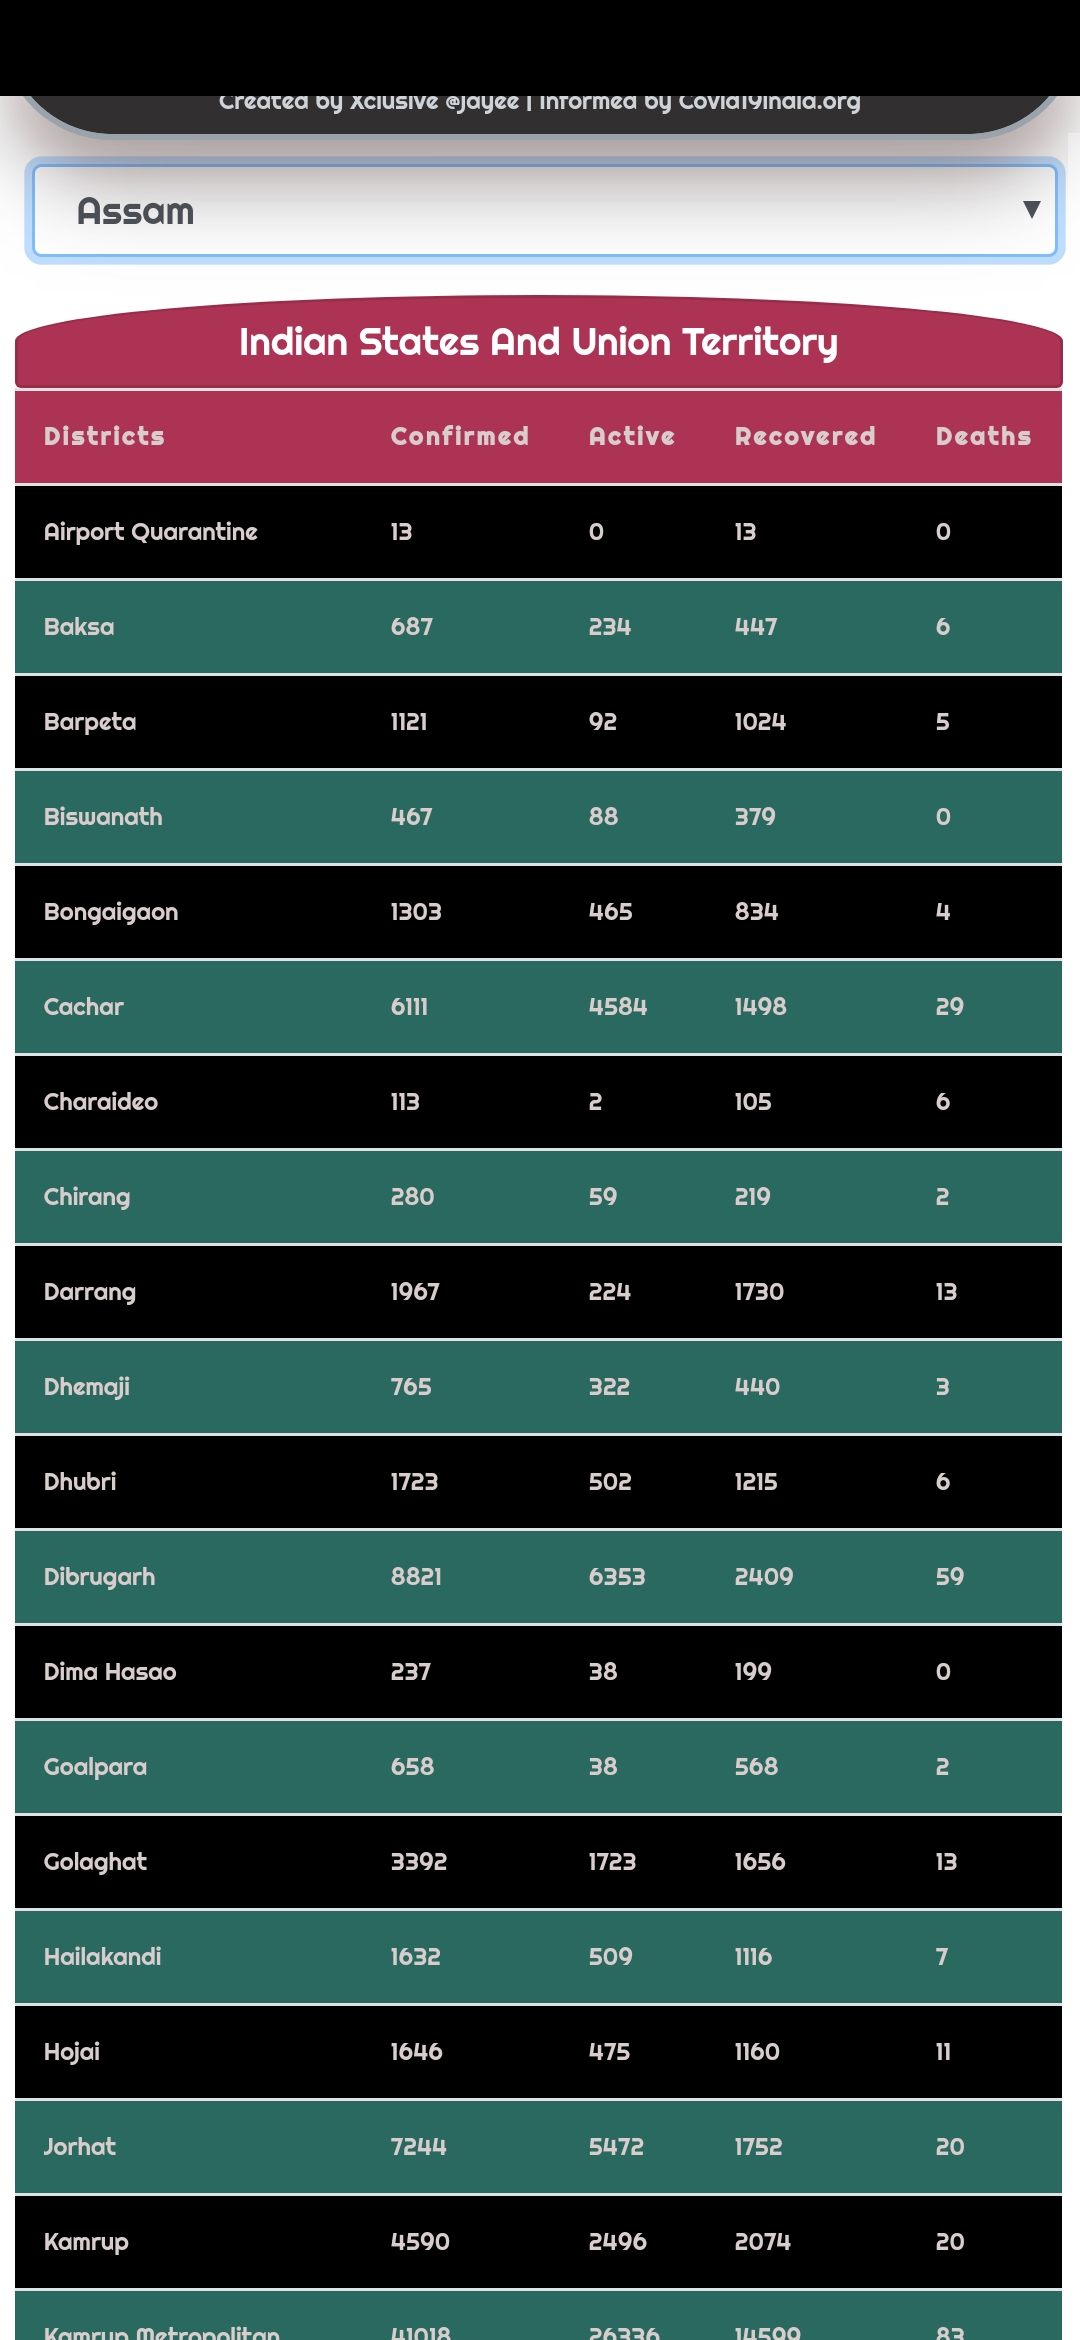 Created by Xclusive @jayee | Informed by Covid19india.org
Assam
Indian States And Union Territory
Districts Confirmed Active Recovered Deaths
Airport Quarantine 13 0 13 0
Baksa 687 234 447 6
Barpeta 1121 92 1024 5
Biswanath 467 88 379 0
Bongaigaon 1303 465 834 4
Cachar 6111 4584 1498 29
Charaideo 113 2 105 6
Chirang 280 59 219 2
Darrang 1967 224 1730 13
Dhemaji 765 322 440 3
Dhubri 1723 502 1215 6
Dibrugarh 8821 6353 2409 59
Dima Hasao 237 38 199 0
Goalpara 658 38 568 2
Golaghat 3392 1723 1656 13
Hailakandi 1632 509 1116 7
Hojai 1646 475 1160 11
Jorhat 7244 5472 1752 20
Kamrup 4590 2496 2074 20
Kamrup Metropolitan 41018 26336 14599 83